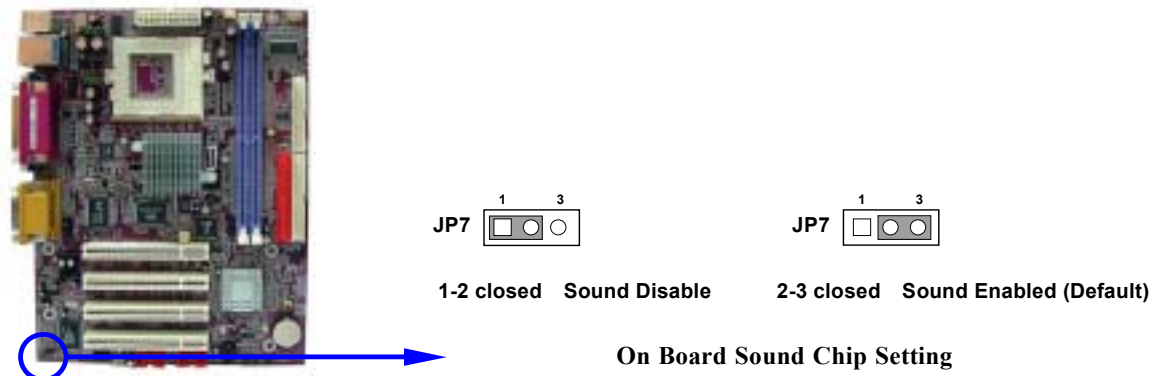 1 3
JP7
1-2 closed Sound Disable
1 3
JP7
2-3 closed Sound Enabled (Default)
On Board Sound Chip Setting